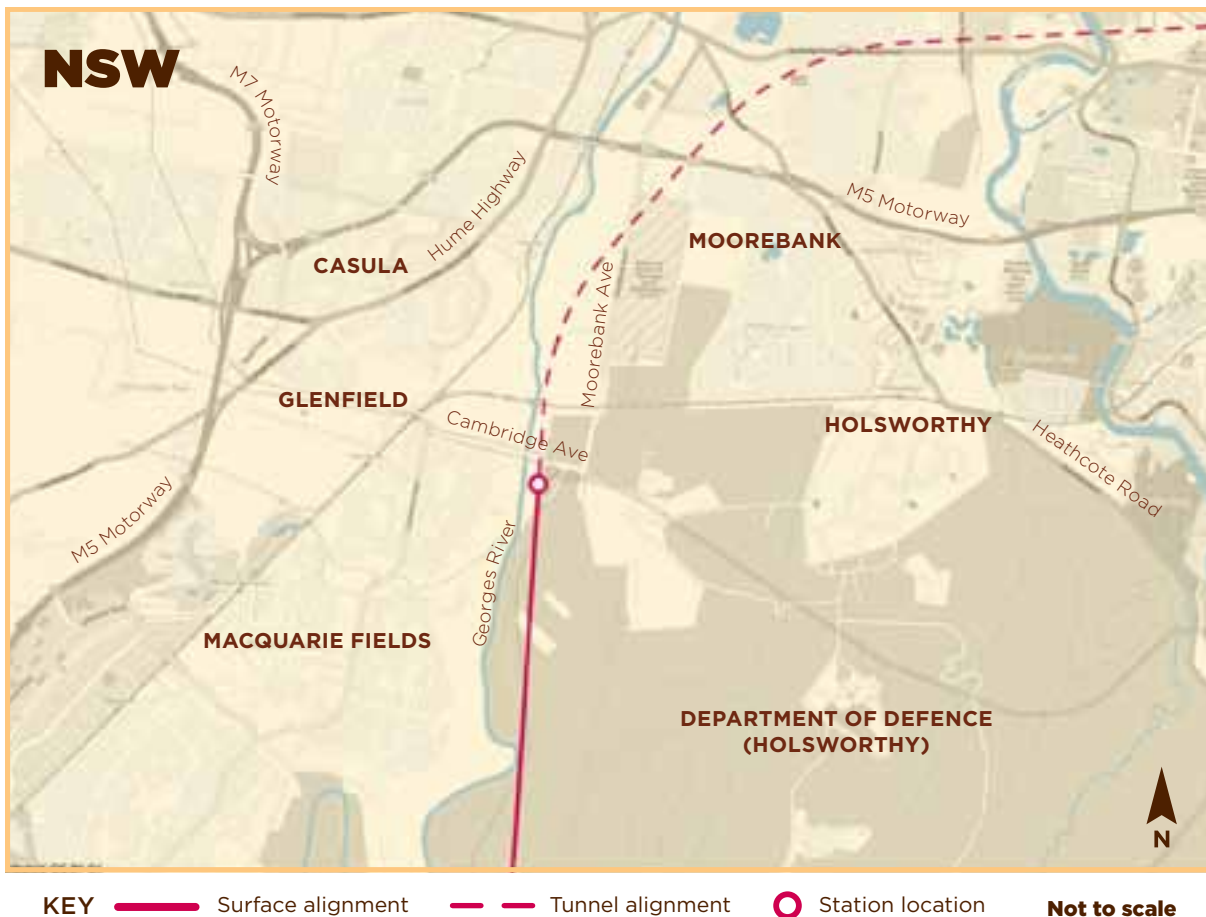 NSW
M7 Motorway
Hume Highway
M5 Motorway
CASULA
MOOREBANK
Moorebank Ave
GLENFIELD
Cambridge Ave
HOLSWORTHY
Heathcote Road
M5 Motorway
Georges River
MACQUARIE FIELDS
DEPARTMENT OF DEFENCE
(HOLSWORTHY)
N
KEY Surface alignment Tunnel alignment Station location Not to scale